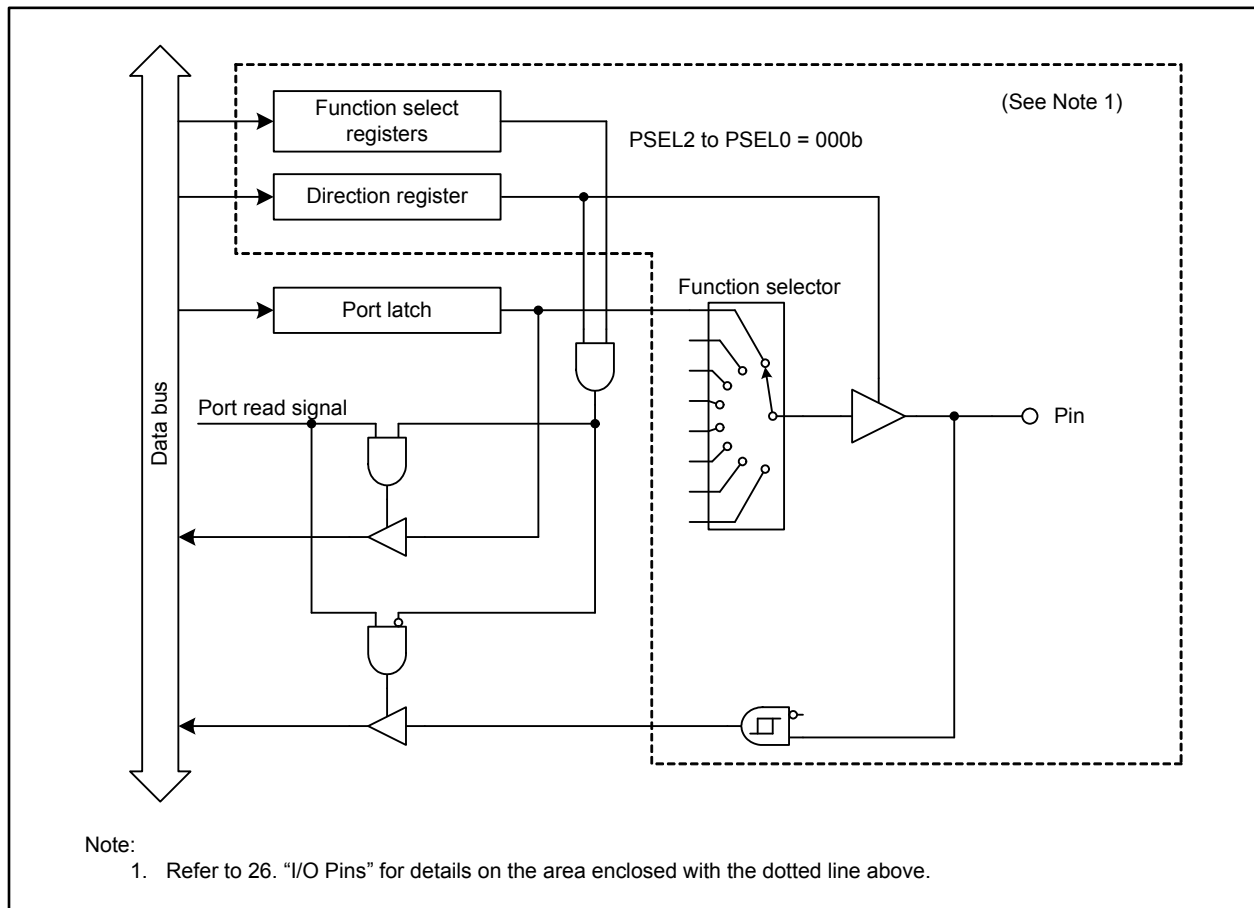 (See Note 1)
Function select
registers
PSEL2 to PSEL0 = 000b
Direction register
Function selector
Port latch
Port read signal
Pin
Data bus
Note:
1. Refer to 26. “I/O Pins” for details on the area enclosed with the dotted line above.